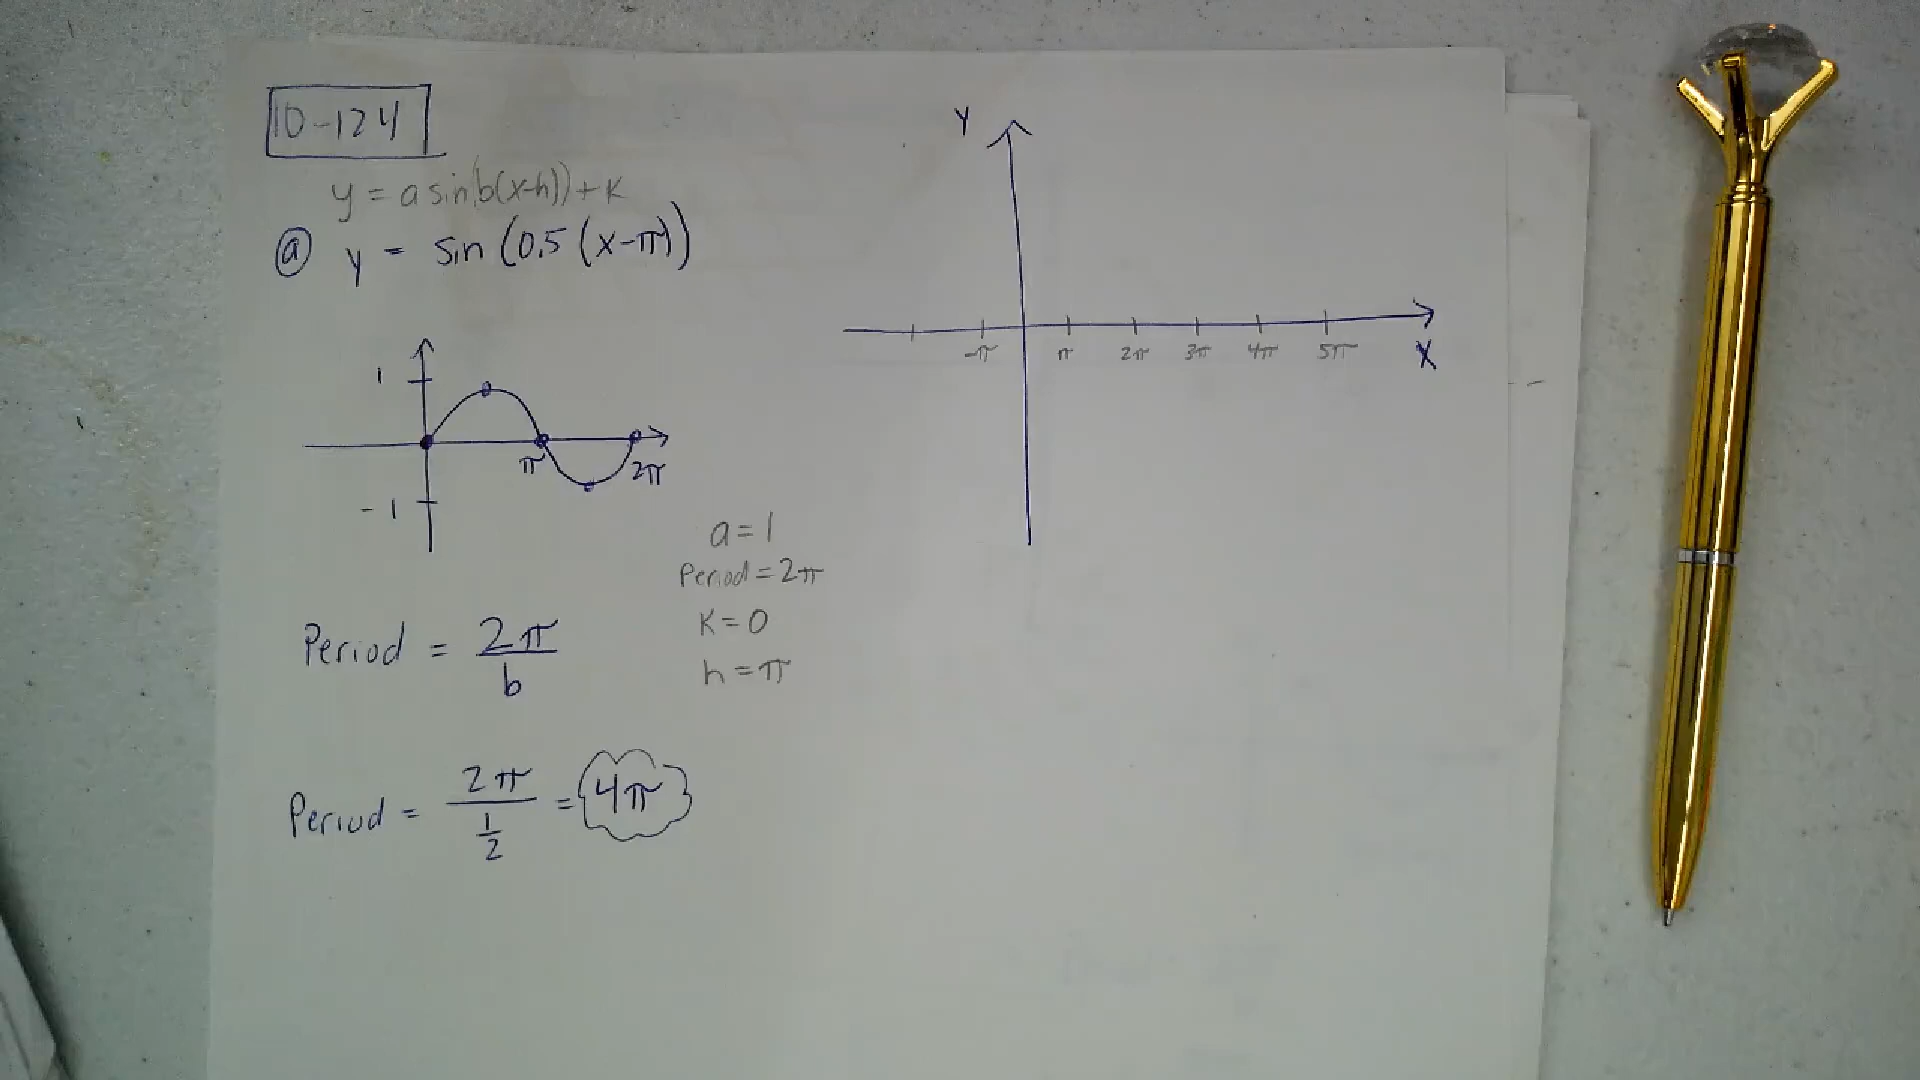 10-124
y = a sin(b(x-h))+k
ⓐ y = sin(0.5(x-π))
1
π
2π
-1
a=1
Period=2π
K=0
h=π
Period = 2π/b
Period = 2π/(1/2) = 4π
Y
-π π 2π 3π 4π 5π
X